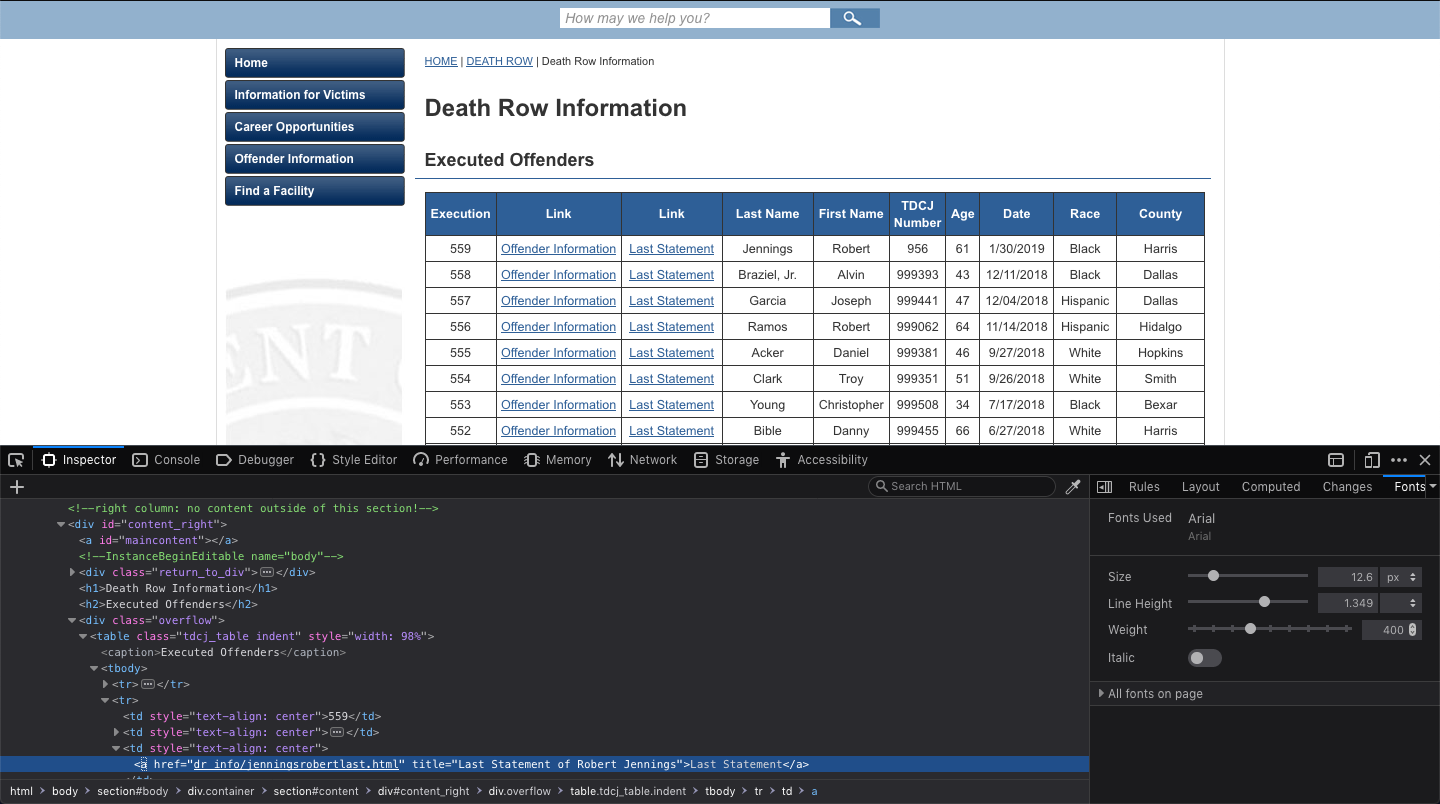 How may we help you?
Home
Information for Victims
Career Opportunities
Offender Information
Find a Facility
HOME | DEATH ROW | Death Row Information
Death Row Information
Executed Offenders
Execution Link Link Last Name First Name TDCJ Number Age Date Race County
559 Offender Information Last Statement Jennings Robert 956 61 1/30/2019 Black Harris
558 Offender Information Last Statement Braziel, Jr. Alvin 999393 43 12/11/2018 Black Dallas
557 Offender Information Last Statement Garcia Joseph 999441 47 12/04/2018 Hispanic Dallas
556 Offender Information Last Statement Ramos Robert 999062 64 11/14/2018 Hispanic Hidalgo
555 Offender Information Last Statement Acker Daniel 999381 46 9/27/2018 White Hopkins
554 Offender Information Last Statement Clark Troy 999351 51 9/26/2018 White Smith
553 Offender Information Last Statement Young Christopher 999508 34 7/17/2018 Black Bexar
552 Offender Information Last Statement Bible Danny 999455 66 6/27/2018 White Harris
ENT
Inspector Console Debugger Style Editor Performance Memory Network Storage Accessibility
Search HTML
<!--right column: no content outside of this section!-->
<div id="content_right">
<a id="maincontent"></a>
<!--InstanceBeginEditable name="body"-->
<div class="return_to_div"></div>
<h1>Death Row Information</h1>
<h2>Executed Offenders</h2>
<div class="overflow">
<table class="tdcj_table indent" style="width: 98%">
<caption>Executed Offenders</caption>
<tbody>
<tr></tr>
<tr>
<td style="text-align: center">559</td>
<td style="text-align: center"></td>
<td style="text-align: center">
<a href="dr_info/jenningsrobertlast.html" title="Last Statement of Robert Jennings">Last Statement</a>
html body section#body div.container section#content div#content_right div.overflow table.tdcj_table.indent tbody tr td a
Rules Layout Computed Changes Fonts
Fonts Used Arial
Arial
Size 12.6 px
Line Height 1.349
Weight 400
Italic
All fonts on page